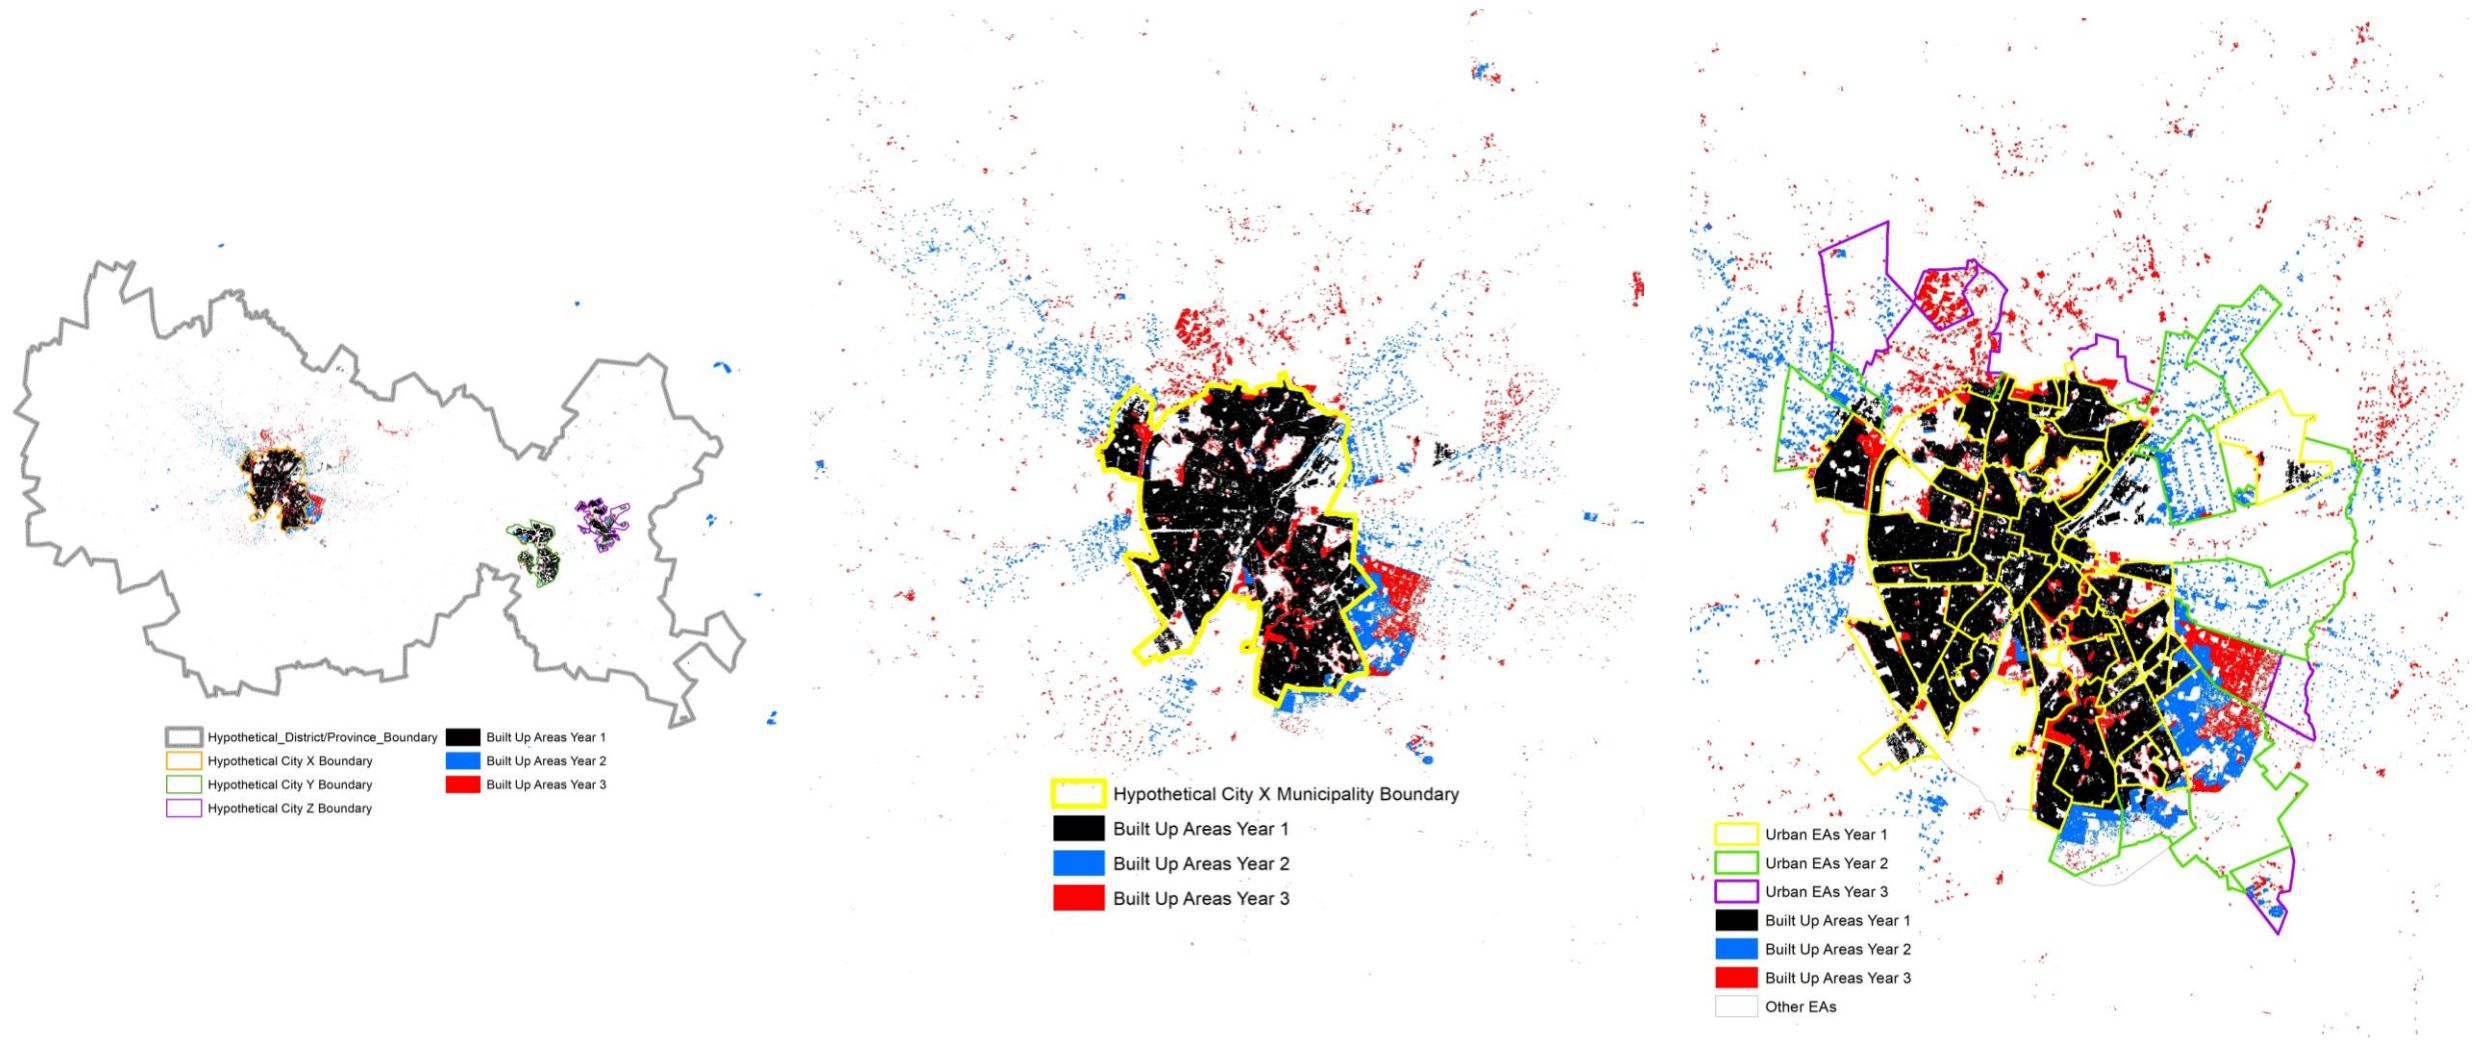 Hypothetical_District/Province_Boundary
Hypothetical City X Boundary
Hypothetical City Y Boundary
Hypothetical City Z Boundary
Built Up Areas Year 1
Built Up Areas Year 2
Built Up Areas Year 3
Hypothetical City X Municipality Boundary
Built Up Areas Year 1
Built Up Areas Year 2
Built Up Areas Year 3
Urban EAs Year 1
Urban EAs Year 2
Urban EAs Year 3
Built Up Areas Year 1
Built Up Areas Year 2
Built Up Areas Year 3
Other EAs